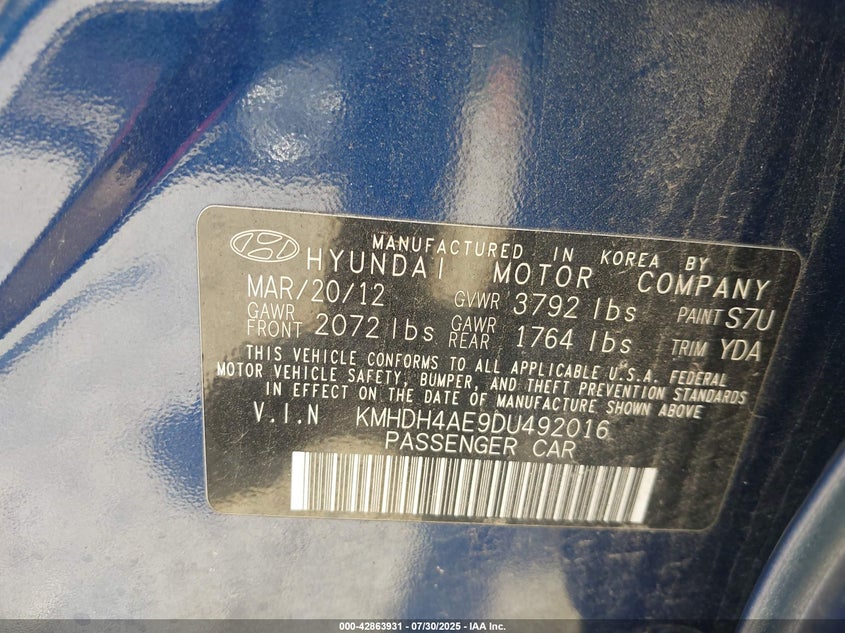 MANUFACTURED IN KOREA BY
HYUNDAI MOTOR COMPANY
MAR/20/12 GVWR 3792 lbs PAINT S7U
GAWR FRONT 2072 lbs GAWR REAR 1764 lbs TRIM YDA
THIS VEHICLE CONFORMS TO ALL APPLICABLE U.S.A. FEDERAL
MOTOR VEHICLE SAFETY, BUMPER, AND THEFT PREVENTION STANDARDS
IN EFFECT ON THE DATE OF MANUFACTURE SHOWN ABOVE
V.I.N KMHDH4AE9DU492016
PASSENGER CAR
000-42863931 - 07/30/2025 - IAA Inc.